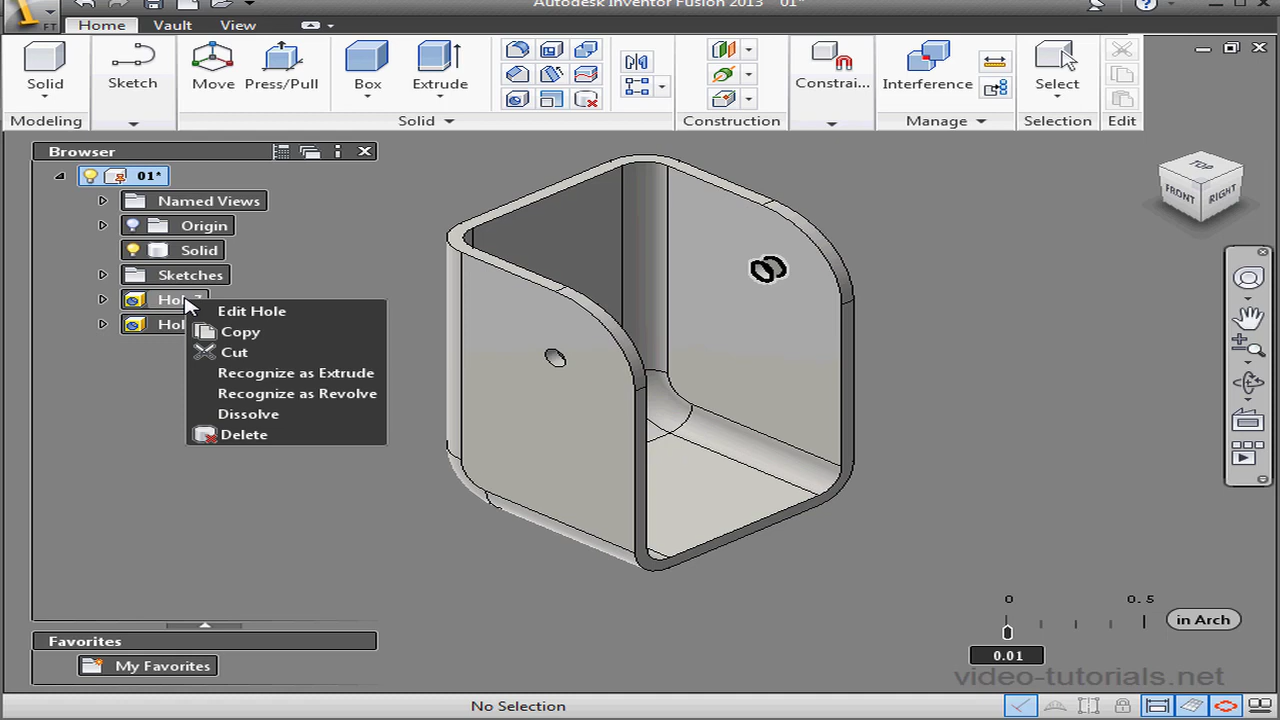 Autodesk Inventor Fusion 2013 01*
FT
Home Vault View
Solid Sketch Move Press/Pull Box Extrude Constrai... Interference Select
Modeling Solid Construction Manage Selection Edit
Browser
01*
Named Views
Origin
Solid
Sketches
Edit Hole
Copy
Cut
Recognize as Extrude
Recognize as Revolve
Dissolve
Delete
TOP
FRONT RIGHT
0 0.5
in Arch
0.01
Favorites
My Favorites
video-tutorials.net
No Selection